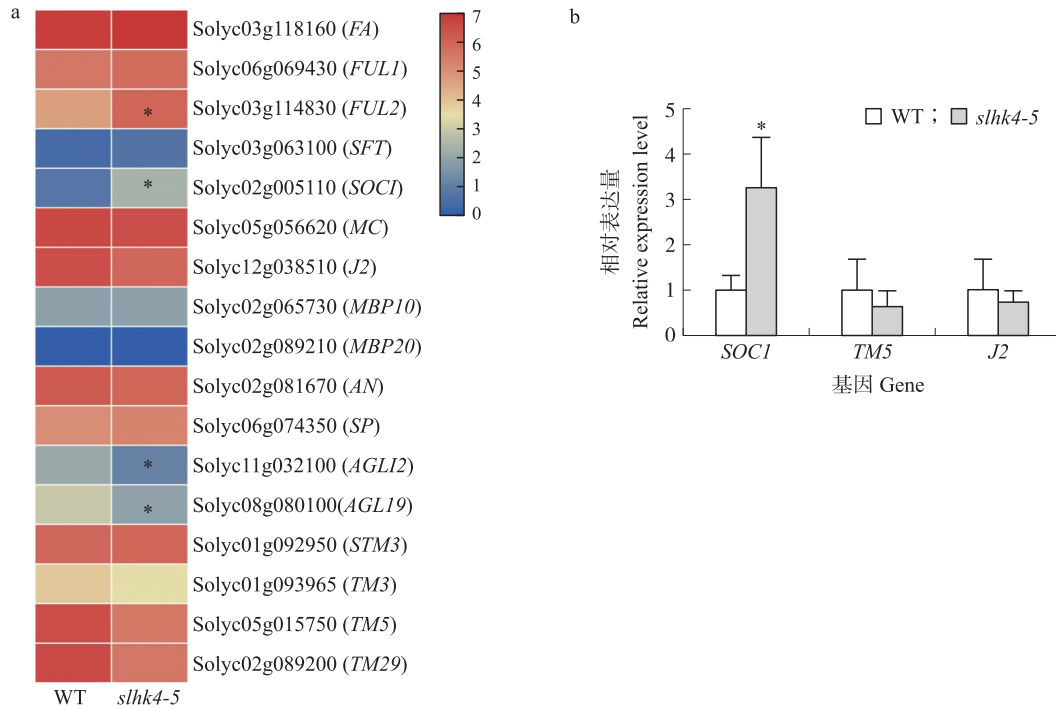 a
Solyc03g118160 (FA)
Solyc06g069430 (FUL1)
Solyc03g114830 (FUL2)
*
Solyc03g063100 (SFT)
Solyc02g005110 (SOCI)
*
Solyc05g056620 (MC)
Solyc12g038510 (J2)
Solyc02g065730 (MBP10)
Solyc02g089210 (MBP20)
Solyc02g081670 (AN)
Solyc06g074350 (SP)
Solyc11g032100 (AGLI2)
*
Solyc08g080100(AGL19)
*
Solyc01g092950 (STM3)
Solyc01g093965 (TM3)
Solyc05g015750 (TM5)
Solyc02g089200 (TM29)
WT slhk4-5
7
6
5
4
3
2
1
0
b
WT ; slhk4-5
*
相对表达量
Relative expression level
5
4
3
2
1
0
SOC1 TM5 J2
基因 Gene